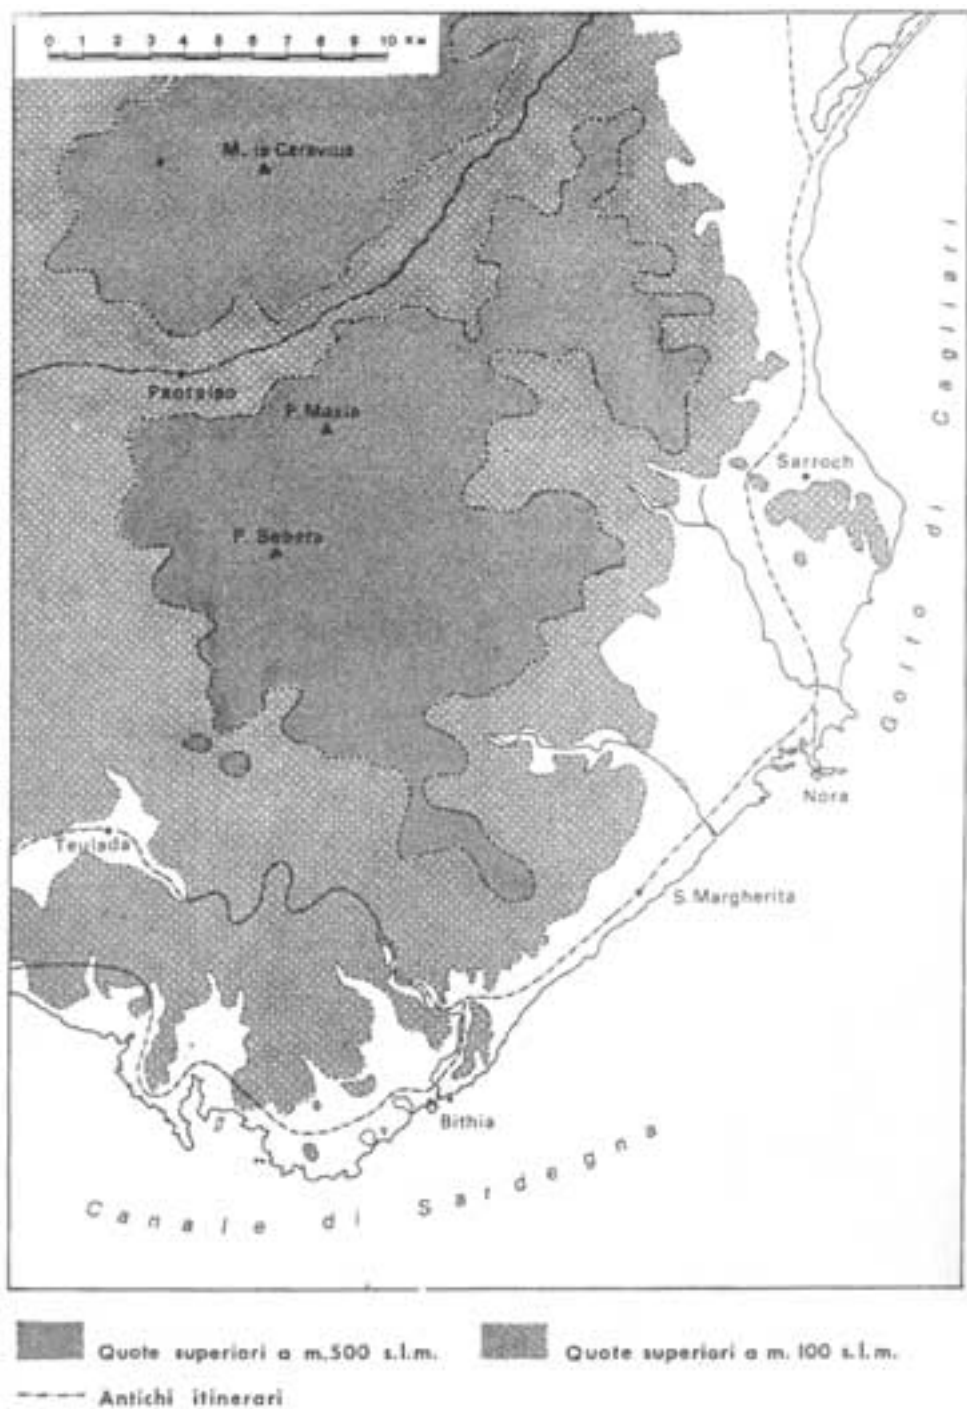 0 1 2 3 4 5 6 7 8 9 10 Km
M. is Caravius
Pantaleo
P. Maxia
Sarroch
P. Sebera
Golfo di Cagliari
Nora
Teulada
S. Margherita
Bithia
Canale di Sardegna
Quote superiori a m.500 s.l.m.
Quote superiori a m. 100 s.l.m.
Antichi itinerari